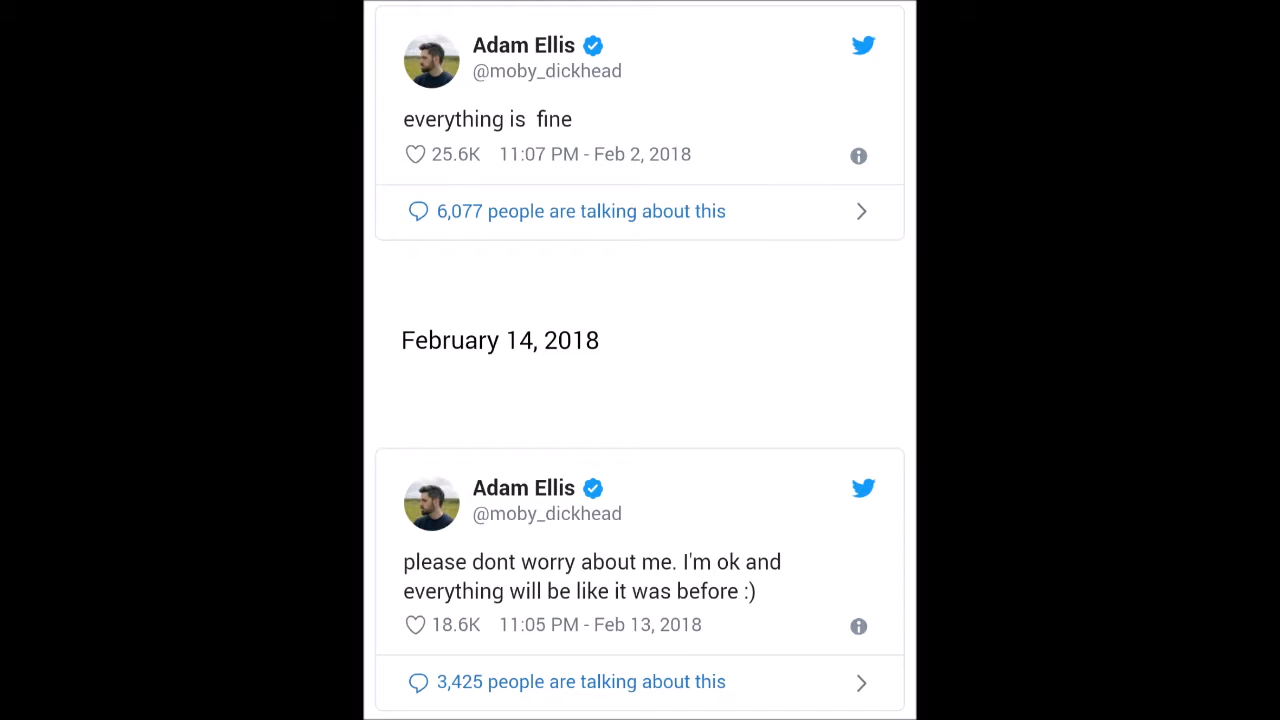 Adam Ellis
@moby_dickhead
everything is  fine
25.6K 11:07 PM - Feb 2, 2018
6,077 people are talking about this
February 14, 2018
Adam Ellis
@moby_dickhead
please dont worry about me. I'm ok and
everything will be like it was before :)
18.6K 11:05 PM - Feb 13, 2018
3,425 people are talking about this